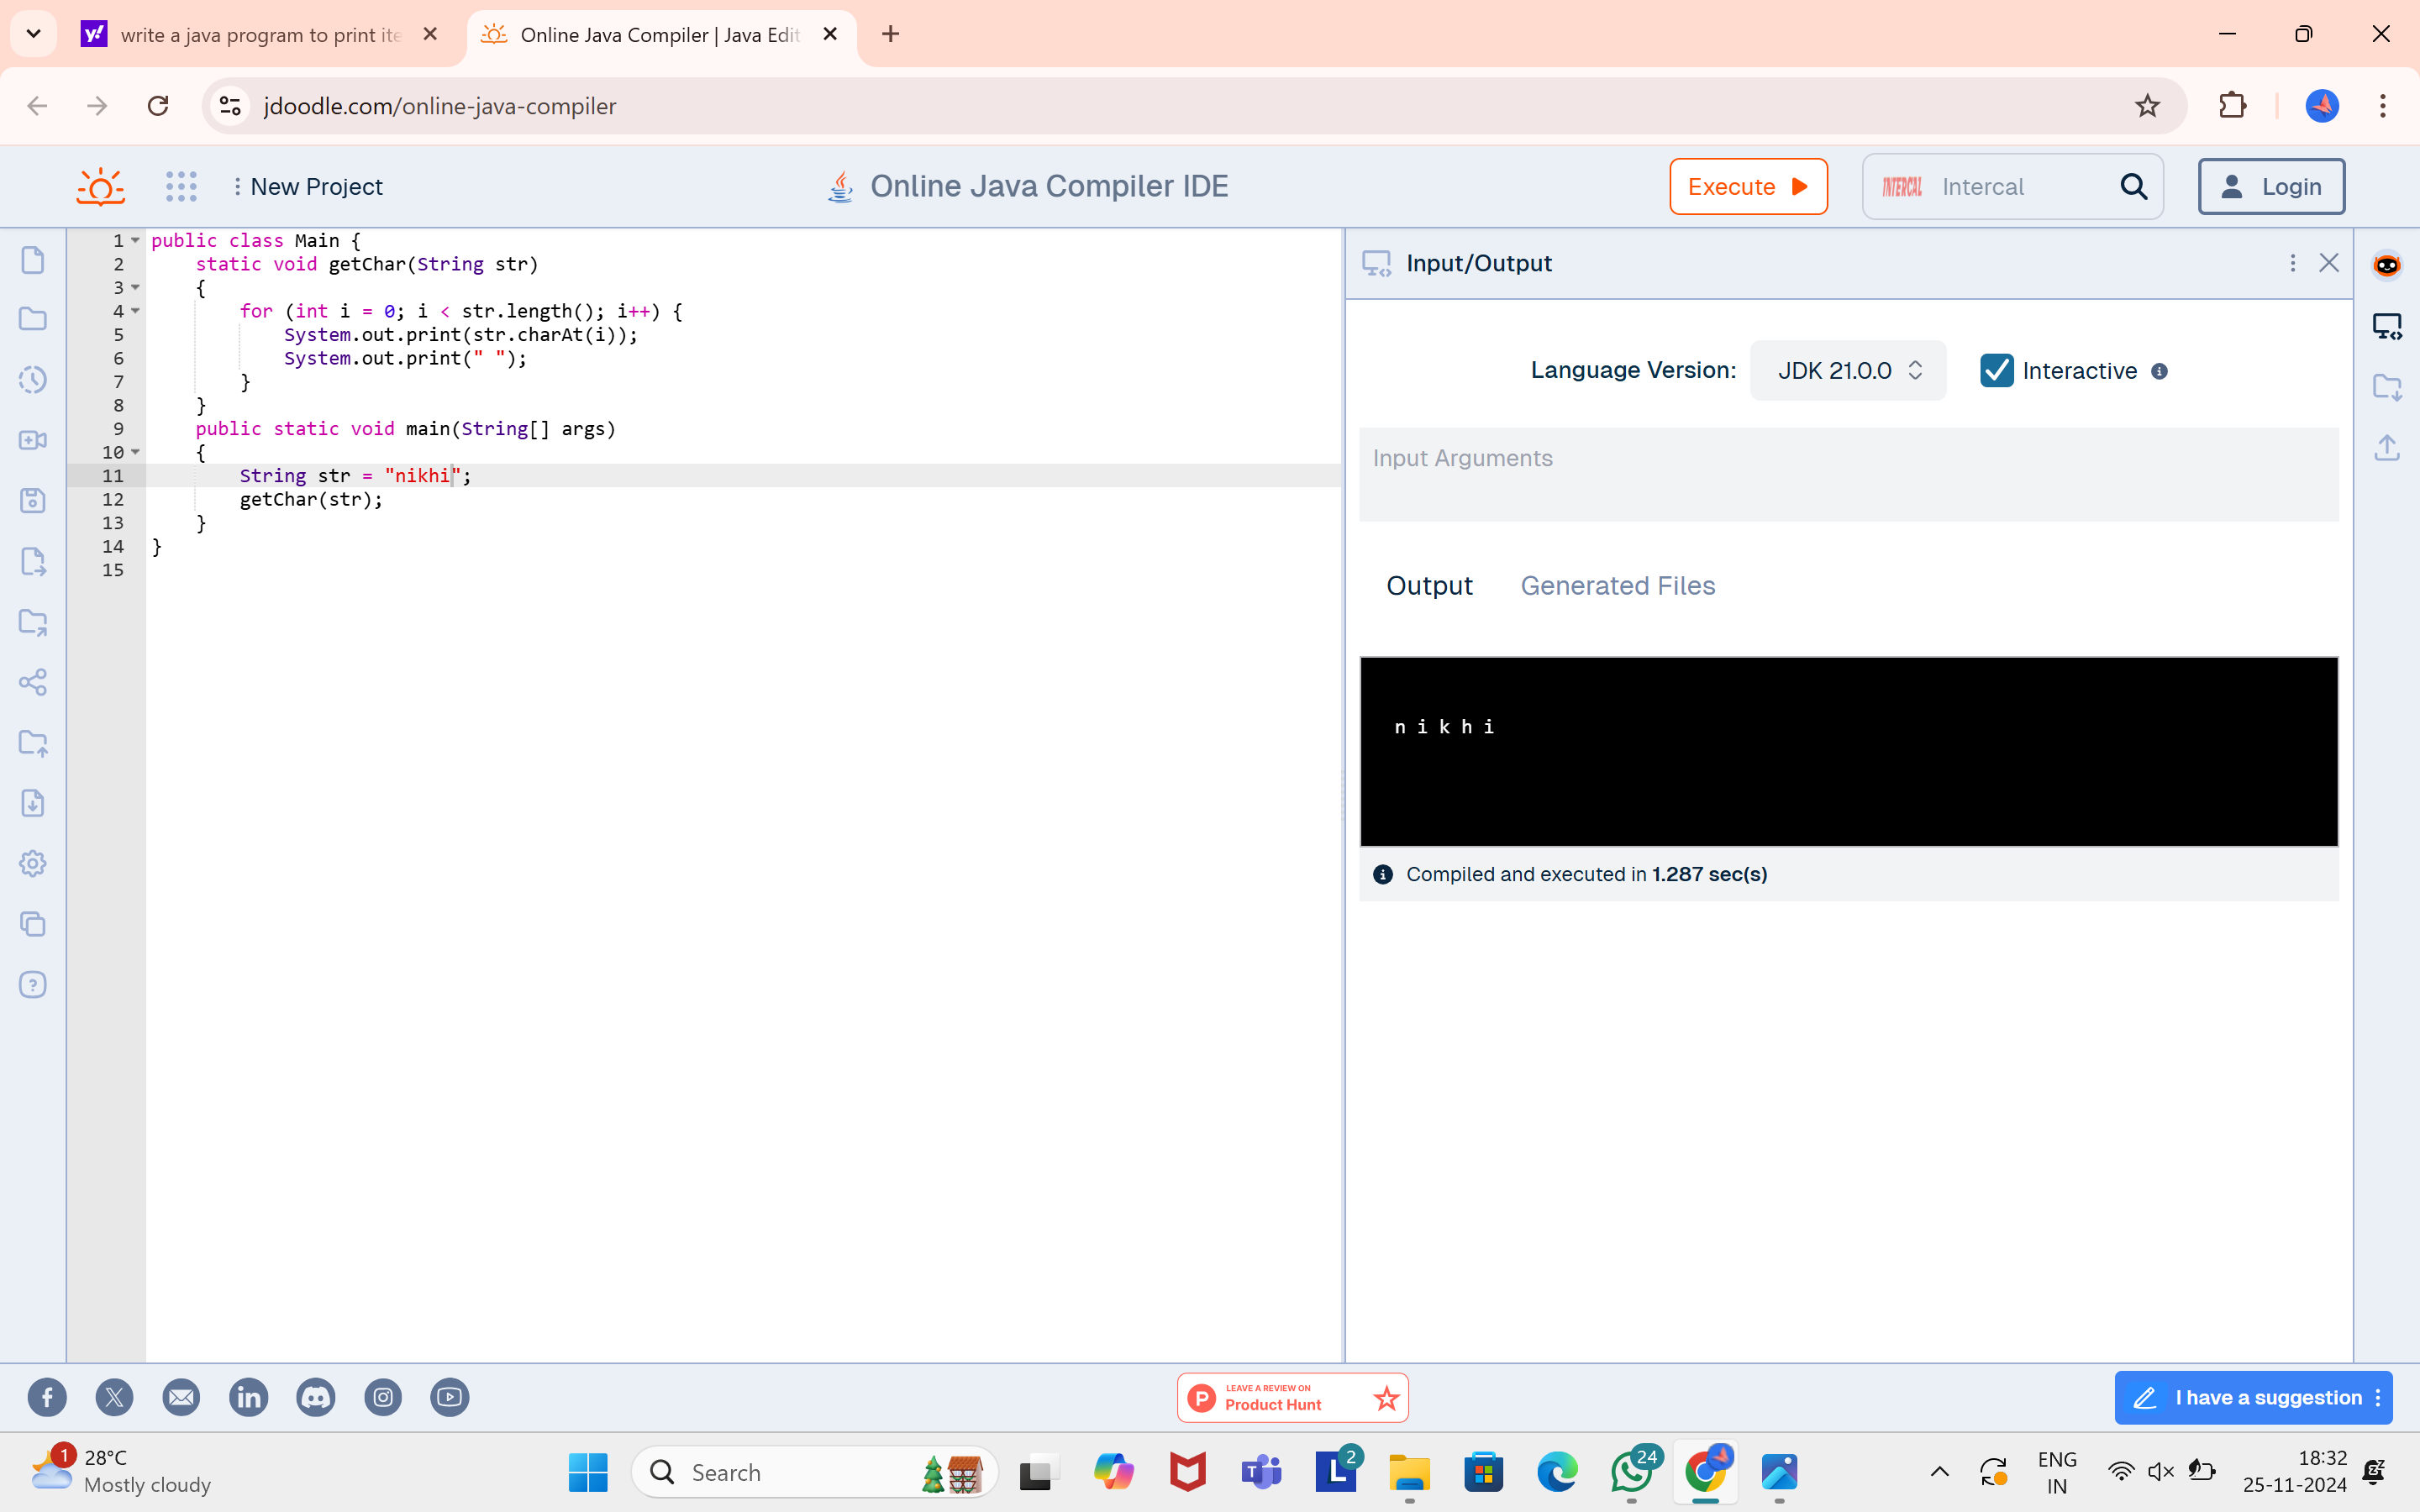 write a java program to print ite
Online Java Compiler | Java Edit
jdoodle.com/online-java-compiler
New Project
Online Java Compiler IDE
Execute
INTERCAL
Intercal
Login
1 public class Main {
2     static void getChar(String str)
3     {
4         for (int i = 0; i < str.length(); i++) {
5             System.out.print(str.charAt(i));
6             System.out.print(" ");
7         }
8     }
9     public static void main(String[] args)
10     {
11         String str = "nikhi";
12         getChar(str);
13     }
14 }
15
Input/Output
Language Version: JDK 21.0.0 Interactive
Input Arguments
Output Generated Files
n i k h i
Compiled and executed in 1.287 sec(s)
LEAVE A REVIEW ON
Product Hunt
I have a suggestion
1
28°C
Mostly cloudy
Search
2
24
ENG
IN
18:32
25-11-2024